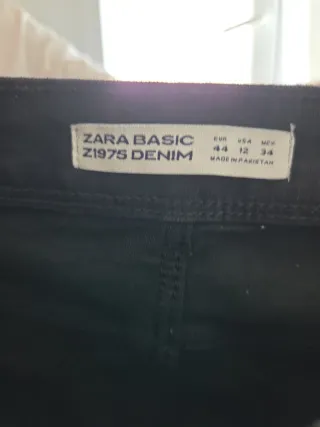 ZARA BASIC
Z1975 DENIM
EUR USA MEX
44 12 34
MADE IN PAKISTAN